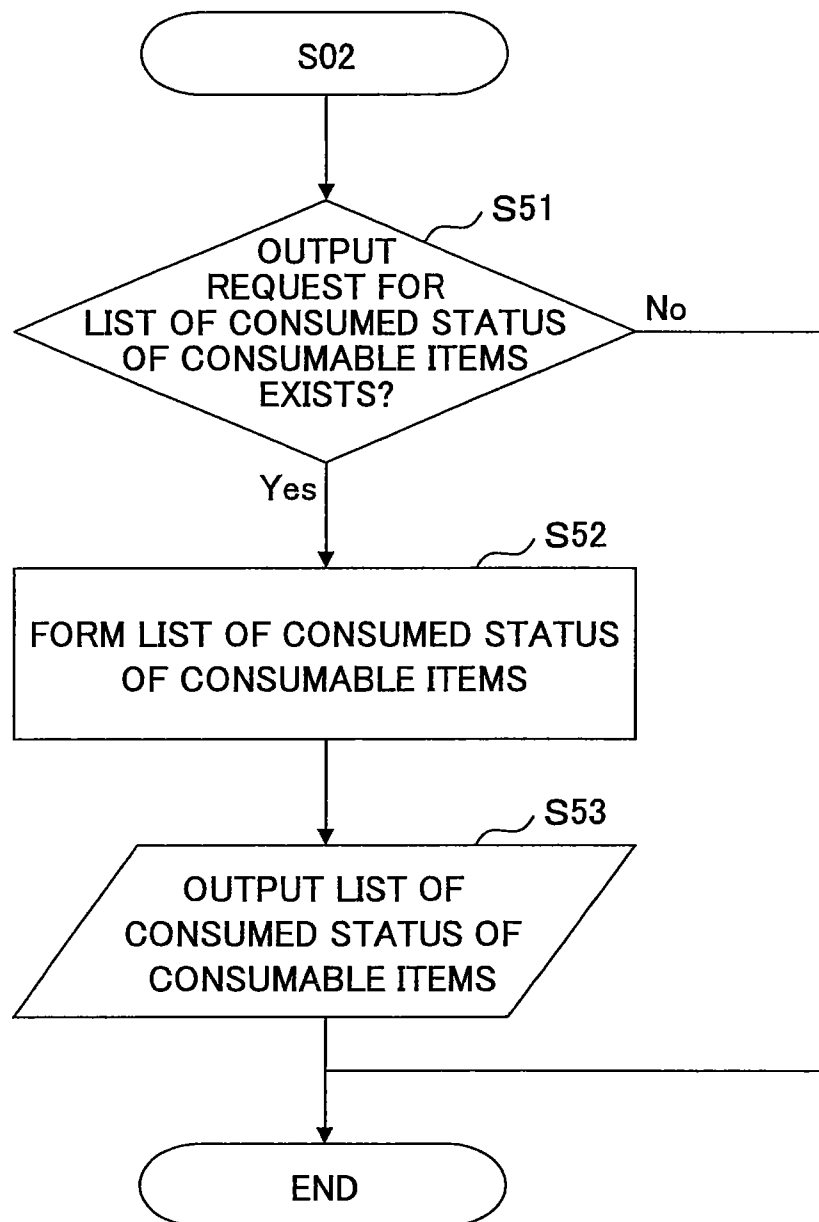 S02
S51
OUTPUT
REQUEST FOR
LIST OF CONSUMED STATUS
OF CONSUMABLE ITEMS
EXISTS?
No
Yes
S52
FORM LIST OF CONSUMED STATUS
OF CONSUMABLE ITEMS
S53
OUTPUT LIST OF
CONSUMED STATUS OF
CONSUMABLE ITEMS
END